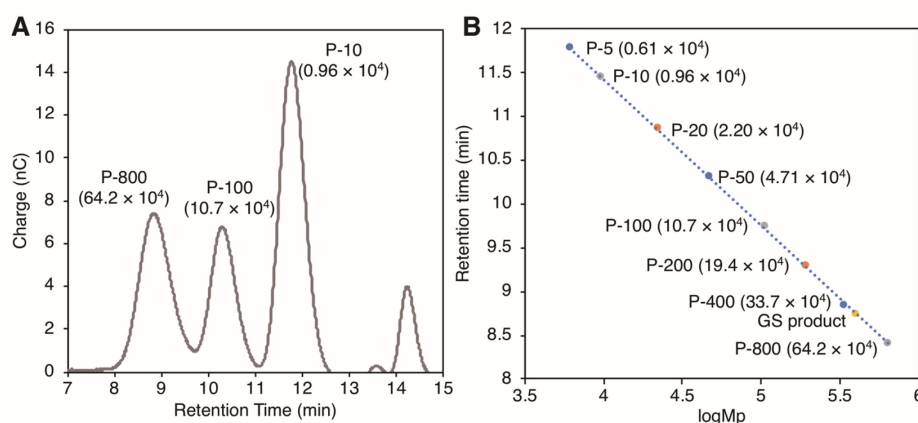 A
16
14
12
10
8
6
4
2
0
Charge (nC)
P-800
(64.2 × 10⁴)
P-100
(10.7 × 10⁴)
P-10
(0.96 × 10⁴)
7 8 9 10 11 12 13 14 15
Retention Time (min)
B
12
11.5
11
10.5
10
9.5
9
8.5
8
Retention time (min)
P-5 (0.61 × 10⁴)
P-10 (0.96 × 10⁴)
P-20 (2.20 × 10⁴)
P-50 (4.71 × 10⁴)
P-100 (10.7 × 10⁴)
P-200 (19.4 × 10⁴)
P-400 (33.7 × 10⁴)
GS product
P-800 (64.2 × 10⁴)
3.5 4 4.5 5 5.5 6
logMp